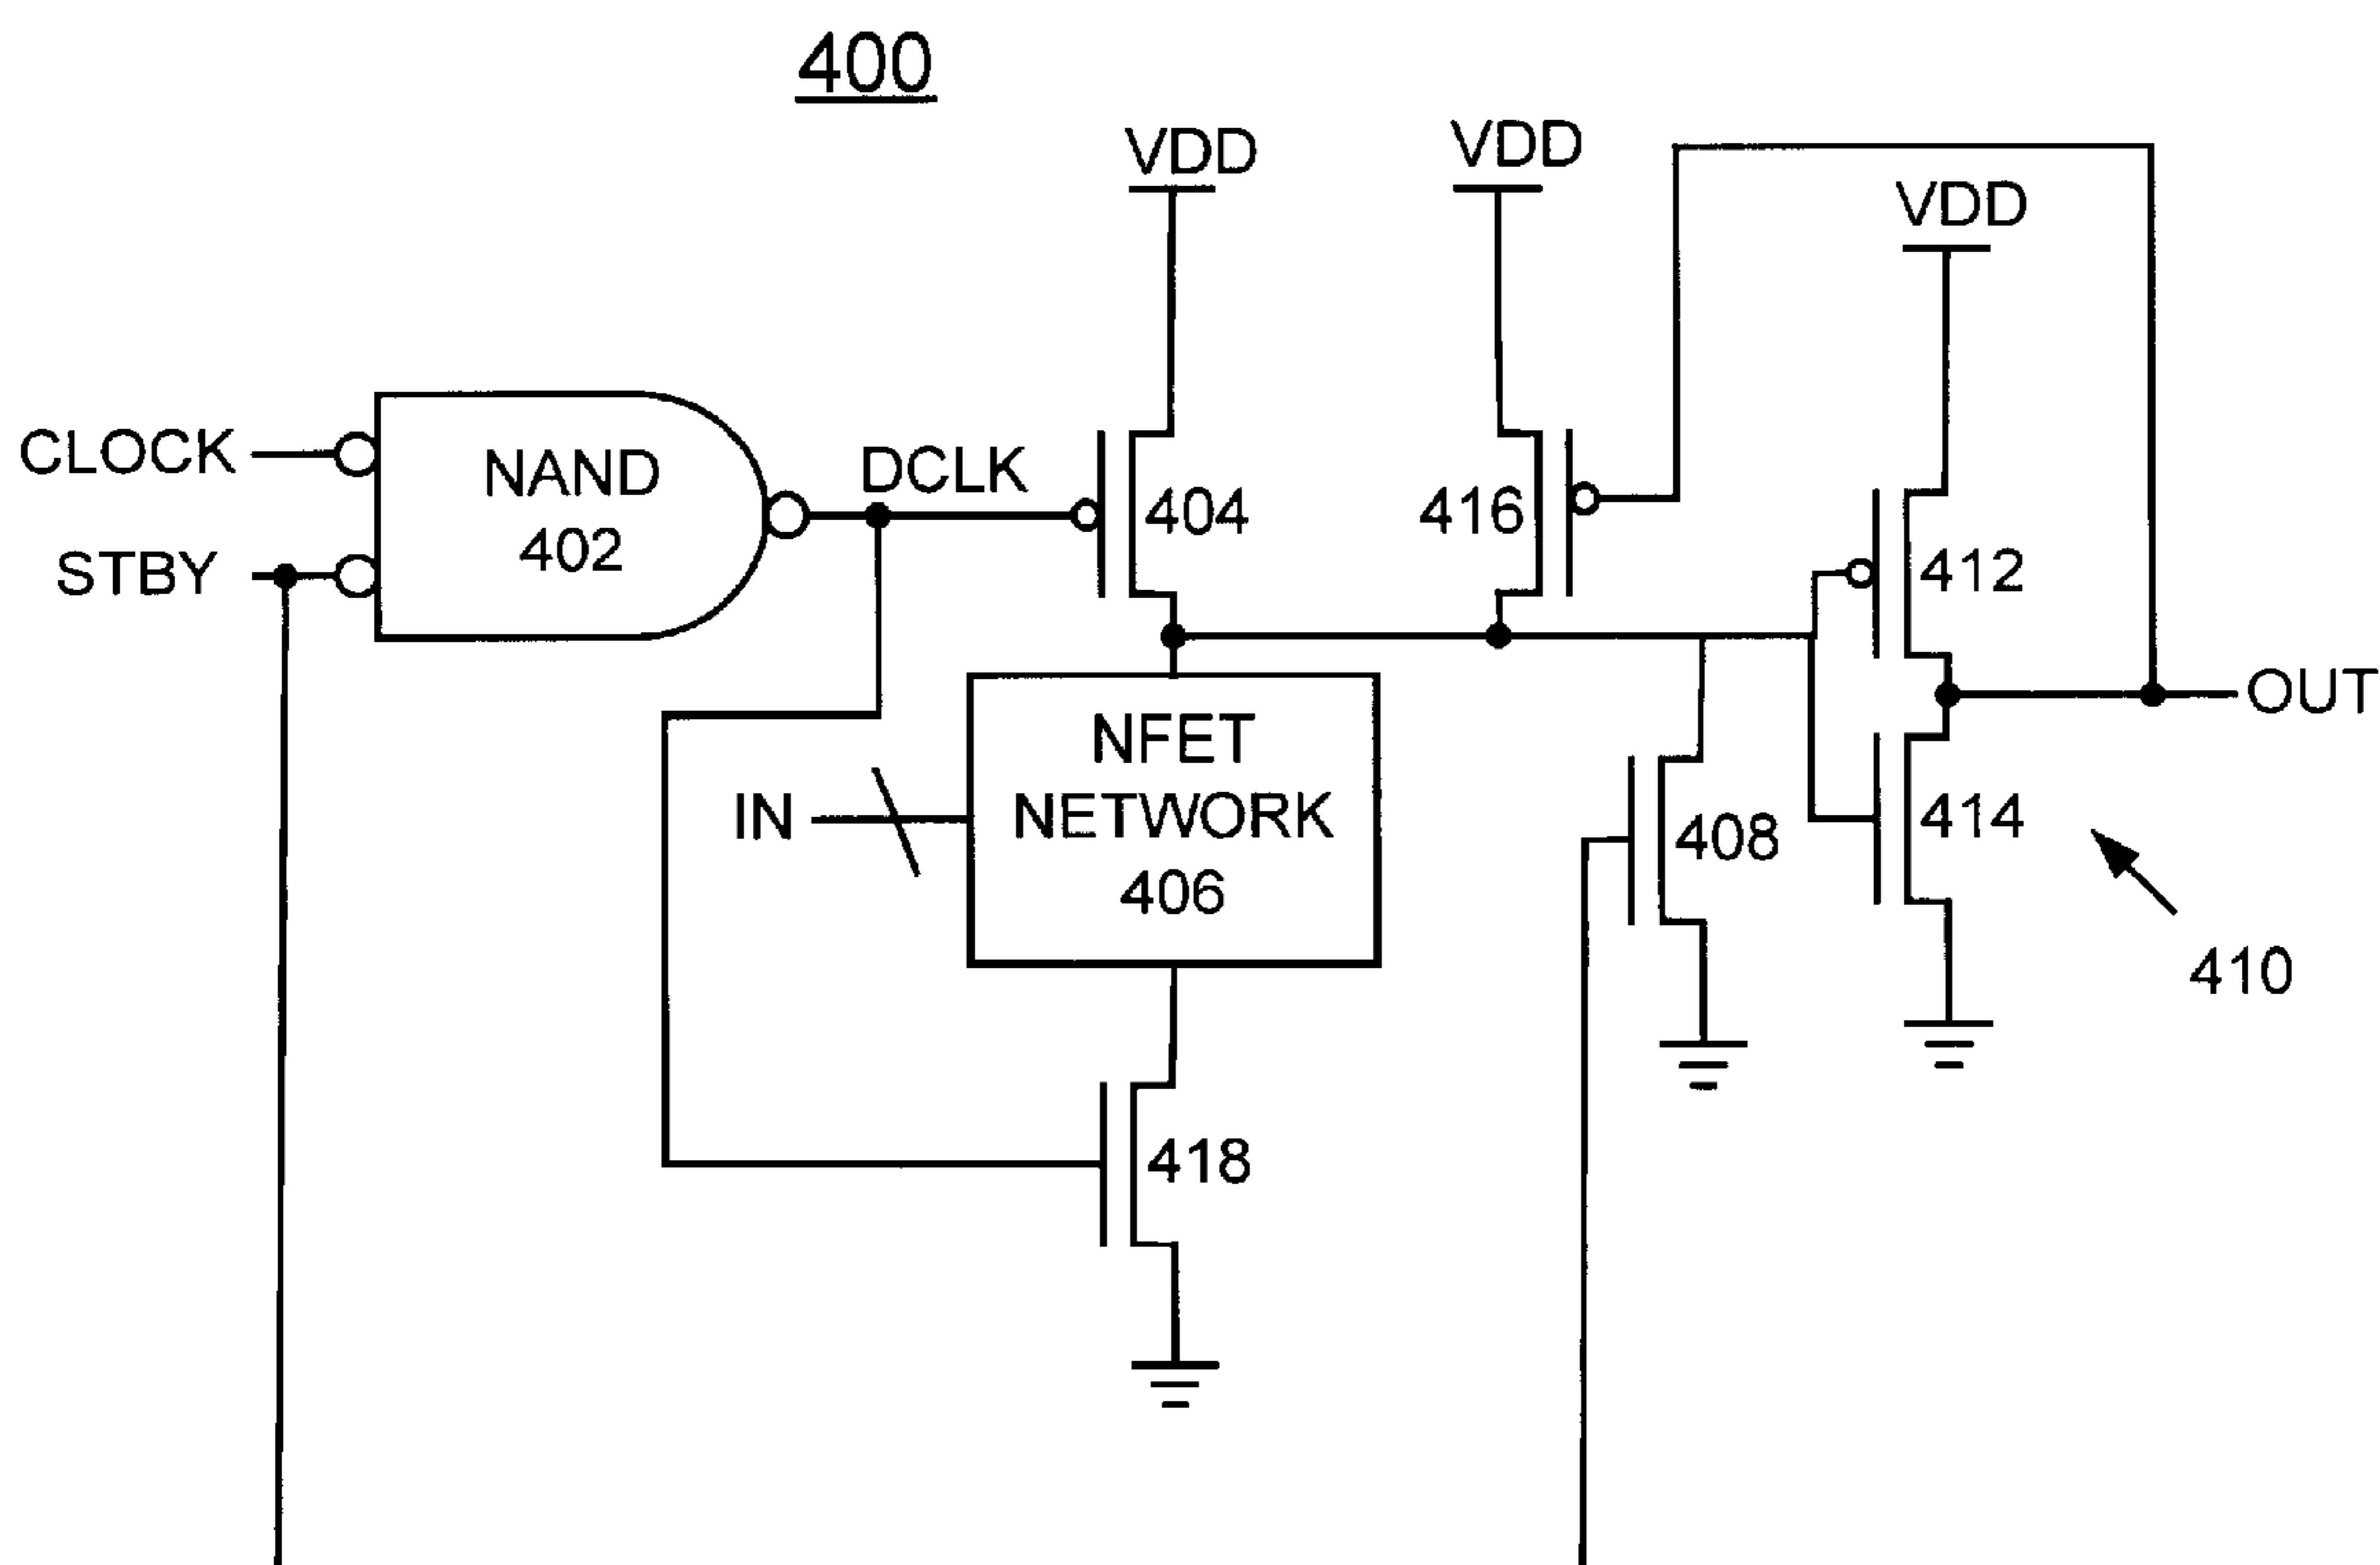 400
VDD
VDD
VDD
CLOCK
NAND
402
DCLK
404
416
412
STBY
OUT
NFET
NETWORK
406
IN
408
414
410
418